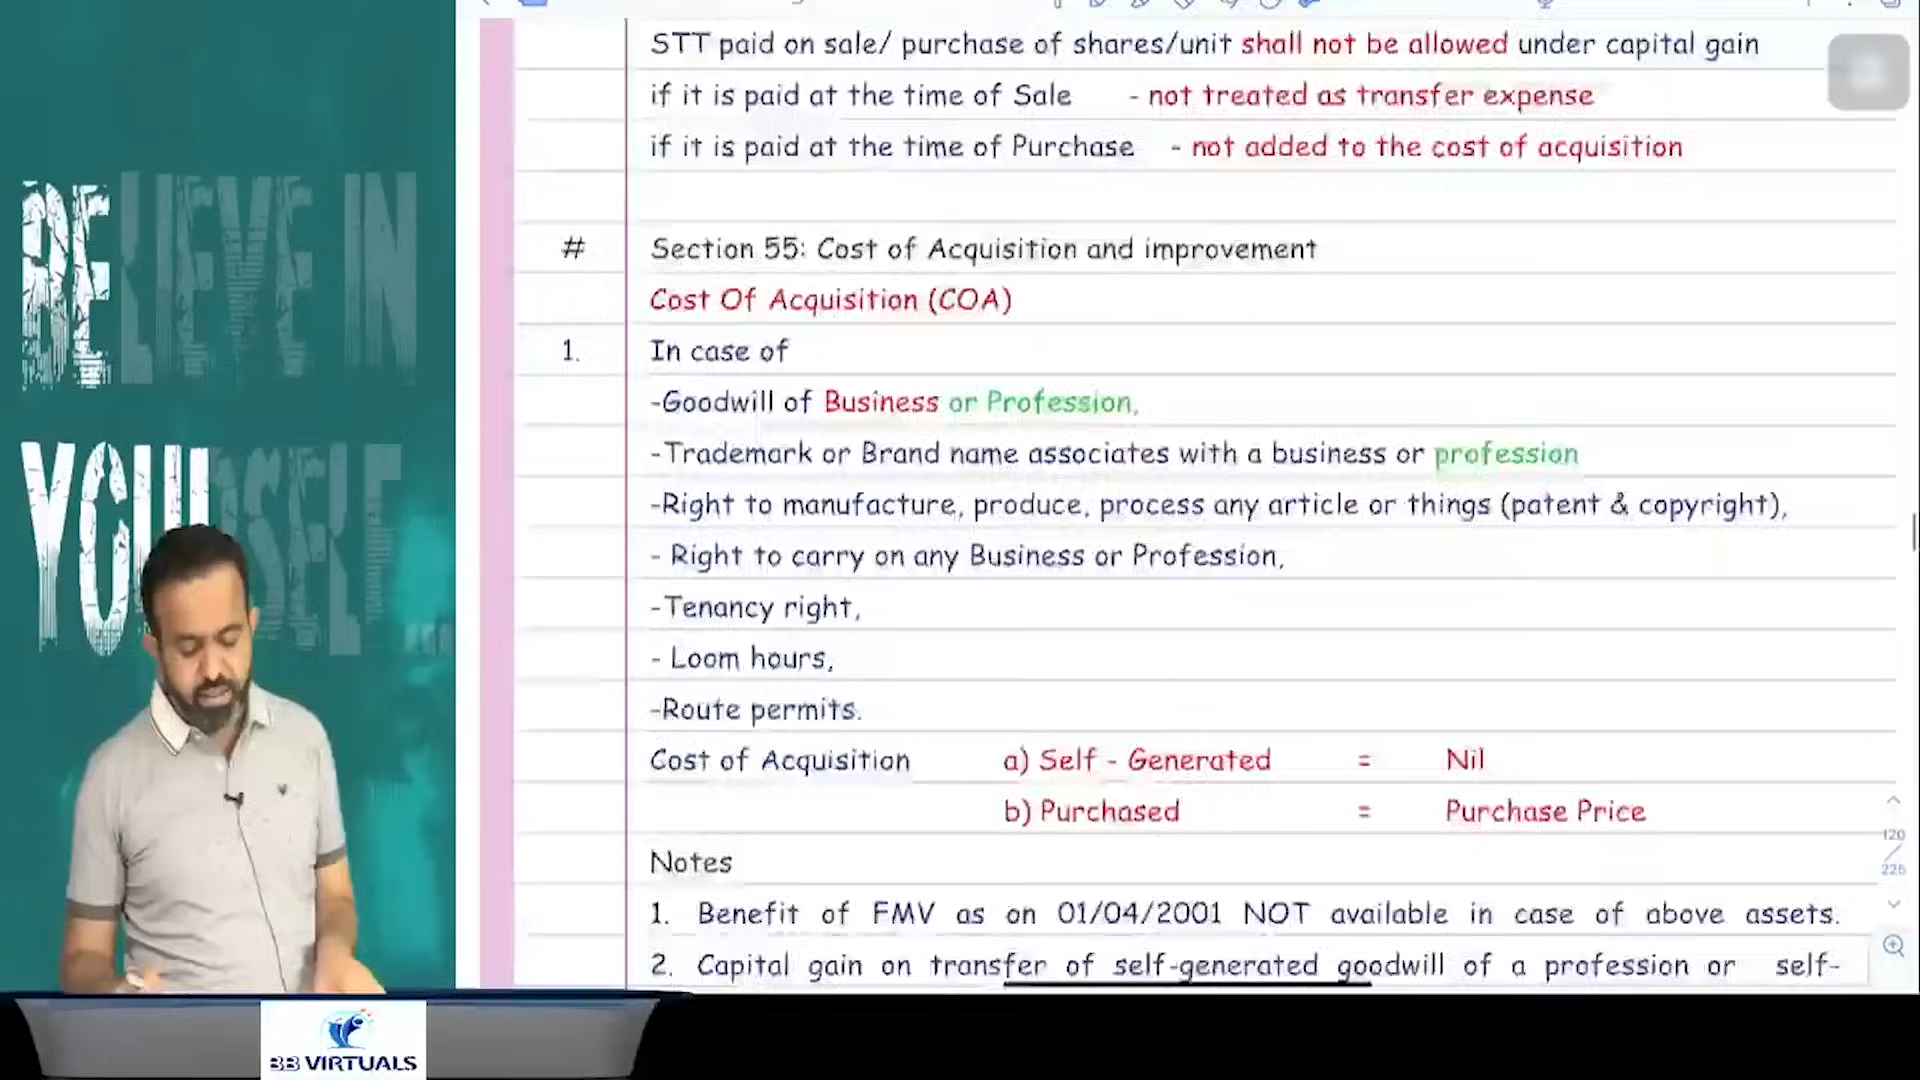 BELIEVE IN
YOURSELF
STT paid on sale/ purchase of shares/unit shall not be allowed under capital gain
if it is paid at the time of Sale - not treated as transfer expense
if it is paid at the time of Purchase - not added to the cost of acquisition
# Section 55: Cost of Acquisition and improvement
Cost Of Acquisition (COA)
1. In case of
-Goodwill of Business or Profession,
-Trademark or Brand name associates with a business or profession
-Right to manufacture, produce, process any article or things (patent & copyright),
- Right to carry on any Business or Profession,
-Tenancy right,
- Loom hours,
-Route permits.
Cost of Acquisition a) Self - Generated = Nil
b) Purchased = Purchase Price
Notes
1. Benefit of FMV as on 01/04/2001 NOT available in case of above assets.
2. Capital gain on transfer of self-generated goodwill of a profession or self-
120
225
BB VIRTUALS